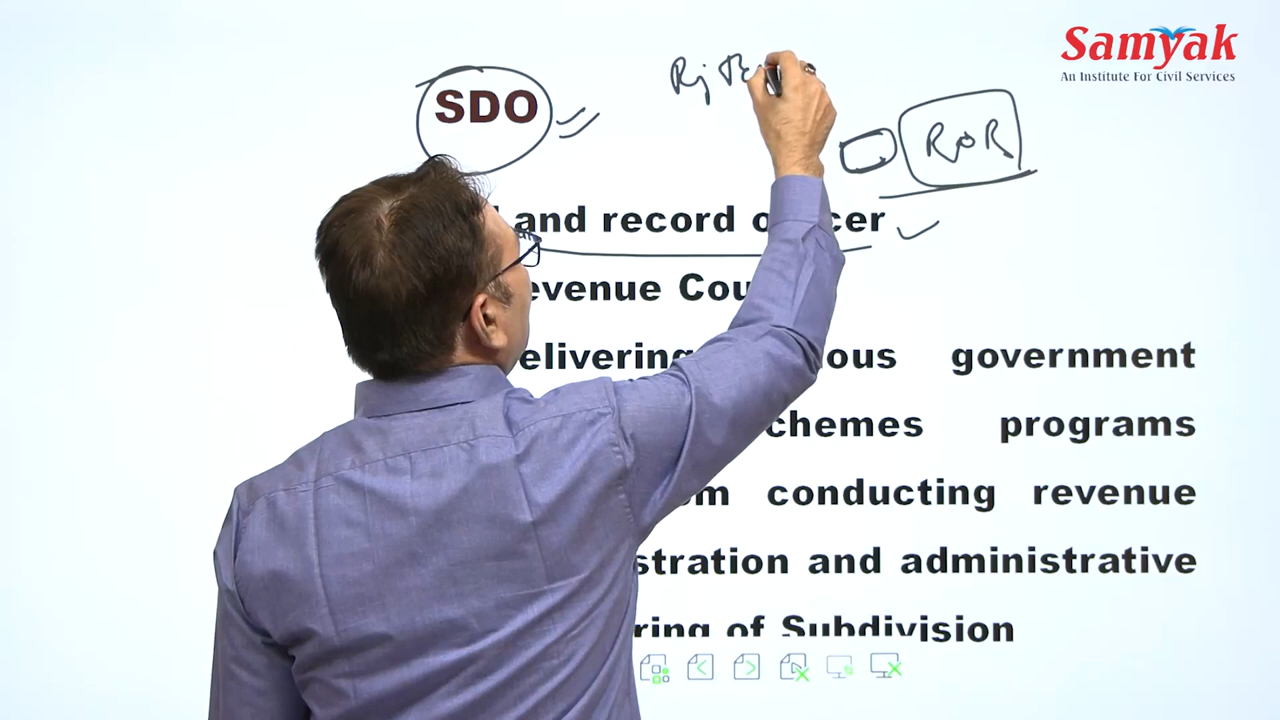 Samyak
An Institute For Civil Services
SDO
RoR
and record
evenue Cou
elivering ous government
chemes programs
om conducting revenue
stration and administrative
ring of Subdivision